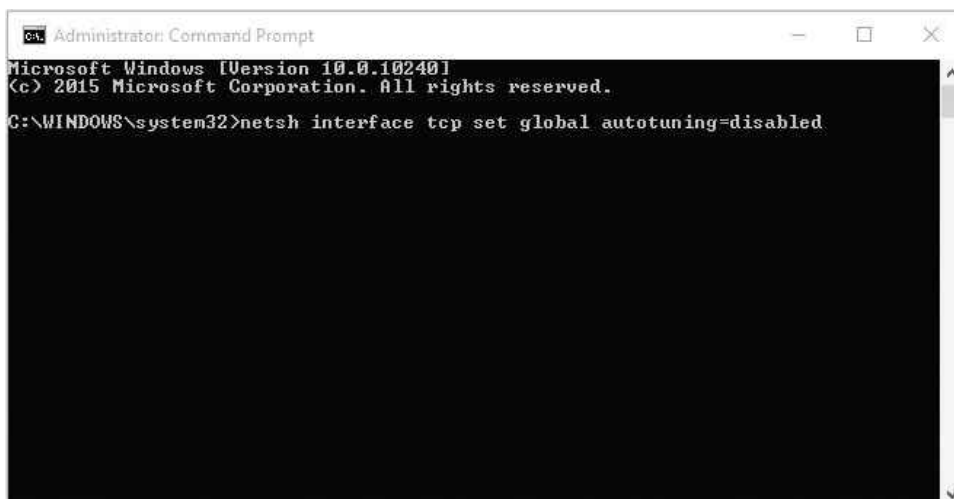 Administrator: Command Prompt
Microsoft Windows [Version 10.0.10240]
(c) 2015 Microsoft Corporation. All rights reserved.
C:\WINDOWS\system32>netsh interface tcp set global autotuning=disabled